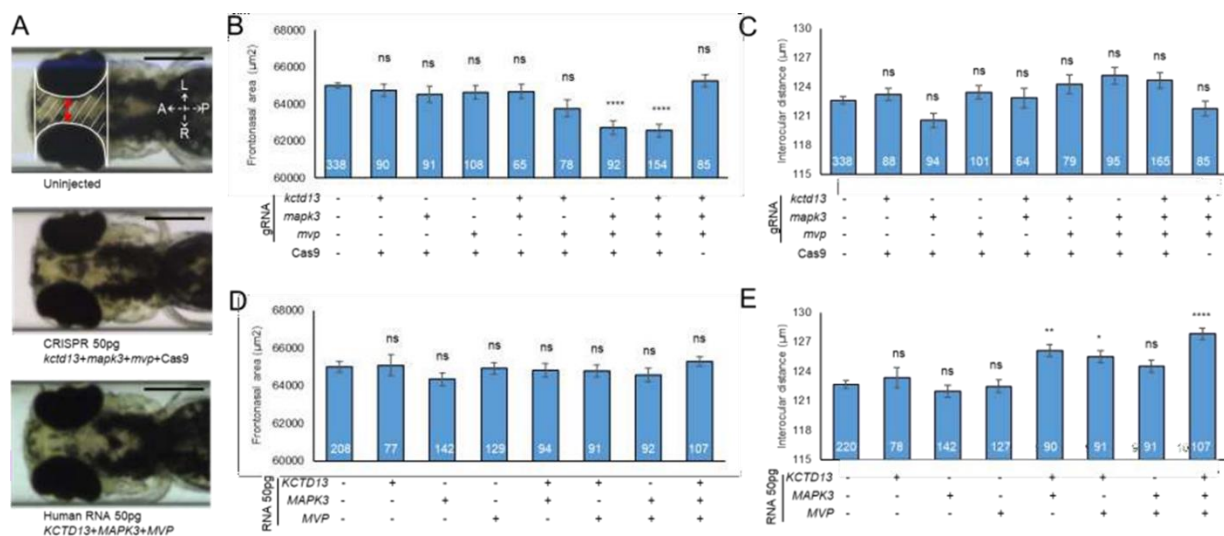 A
L
A
P
R
Uninjected
CRISPR 50pg
kctd13+mapk3+mvp+Cas9
Human RNA 50pg
KCTD13+MAPK3+MVP
B
Frontonasal area (µm2)
68000
66000
64000
62000
60000
ns ns ns ns ns **** **** ns
338 90 91 108 65 78 92 154 85
gRNA
kctd13 - + - - + + - + +
mapk3 - - + - + - + + +
mvp - - - + - + + + +
Cas9 - + + + + + + + -
C
Interocular distance (µm)
130
127
124
121
118
115
ns ns ns ns ns ns ns ns
338 88 94 101 64 79 95 165 85
gRNA
kctd13 - + - - + + - + +
mapk3 - - + - + - + + +
mvp - - - + - + + + +
Cas9 - + + + + + + + -
D
Frontonasal area (µm2)
68000
66000
64000
62000
60000
ns ns ns ns ns ns ns
208 77 142 129 94 91 92 107
RNA 50pg
KCTD13 - + - - + + - +
MAPK3 - - + - + - + +
MVP - - - + - + + +
E
Interocular distance (µm)
130
127
124
121
118
115
ns ns ns ** * ns ****
220 78 142 127 90 91 91 107
RNA 50pg
KCTD13 - + - - + + - +
MAPK3 - - + - + - + +
MVP - - - + - + + +